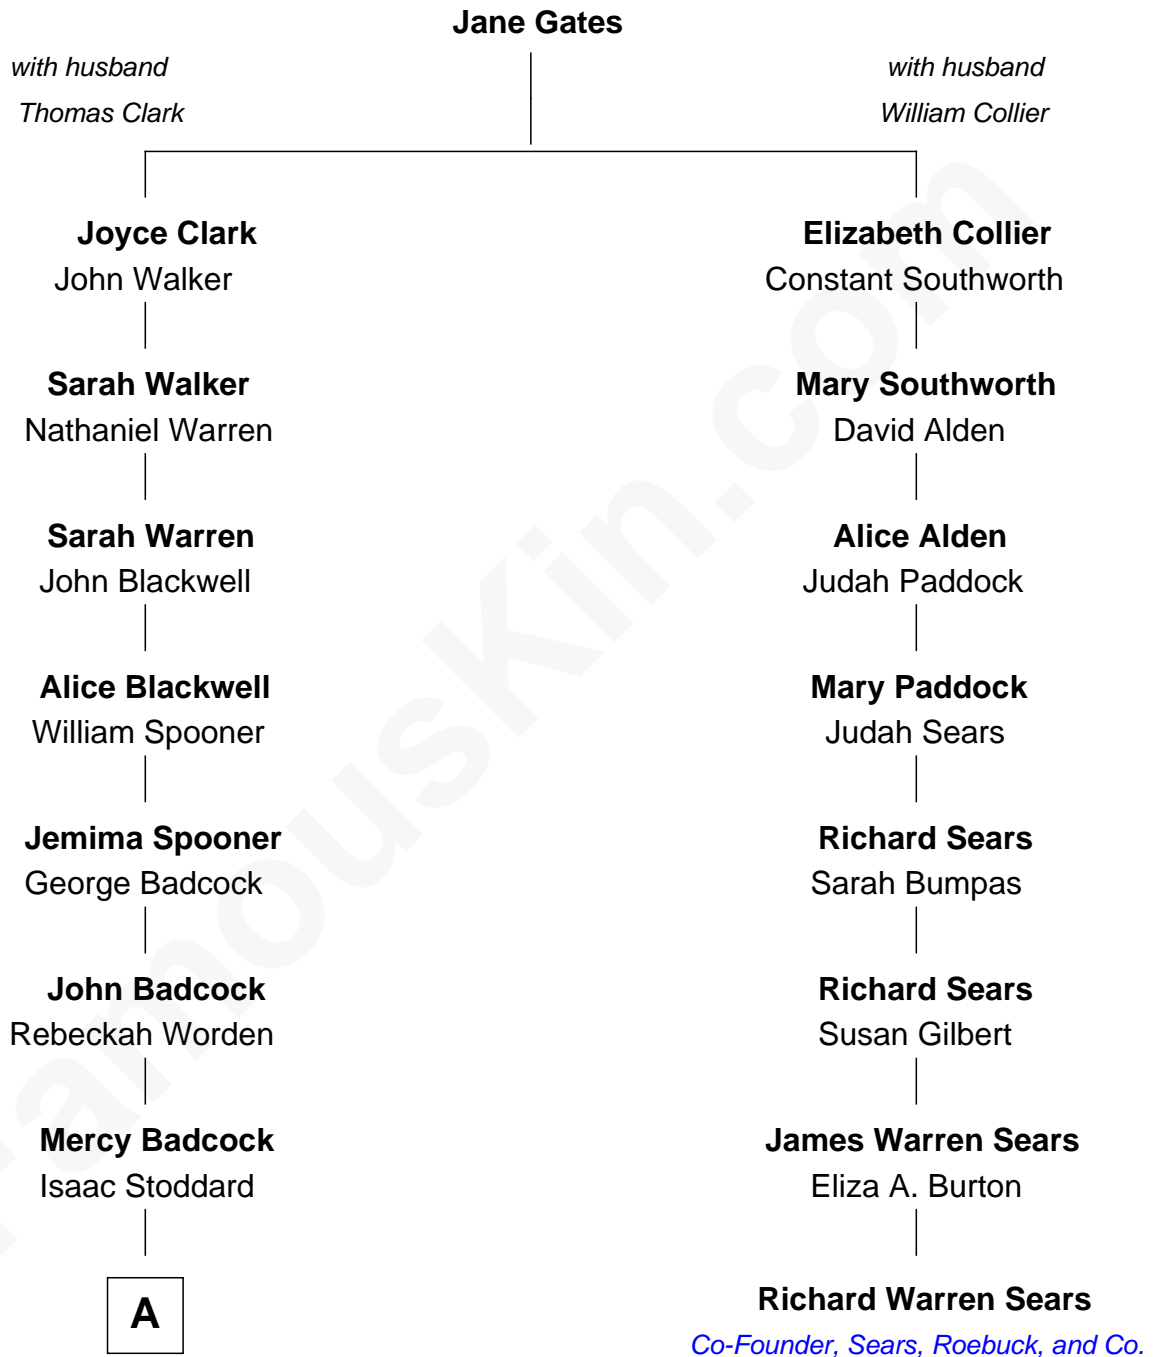 Jane Gates
with husband
Thomas Clark
with husband
William Collier
Joyce Clark
John Walker
Sarah Walker
Nathaniel Warren
Sarah Warren
John Blackwell
Alice Blackwell
William Spooner
Jemima Spooner
George Badcock
John Badcock
Rebeckah Worden
Mercy Badcock
Isaac Stoddard
A
Elizabeth Collier
Constant Southworth
Mary Southworth
David Alden
Alice Alden
Judah Paddock
Mary Paddock
Judah Sears
Richard Sears
Sarah Bumpas
Richard Sears
Susan Gilbert
James Warren Sears
Eliza A. Burton
Richard Warren Sears
Co-Founder, Sears, Roebuck, and Co.
FamousKin.com